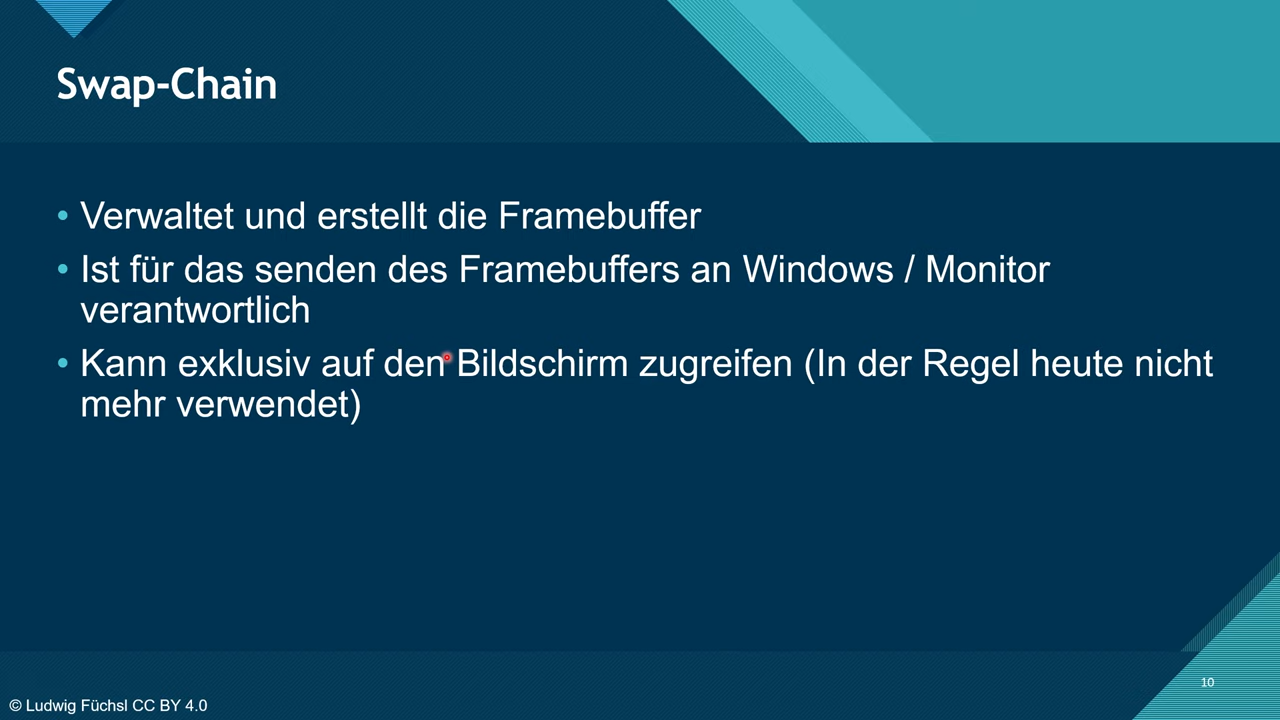 Swap-Chain
• Verwaltet und erstellt die Framebuffer
• Ist für das senden des Framebuffers an Windows / Monitor
verantwortlich
• Kann exklusiv auf den Bildschirm zugreifen (In der Regel heute nicht
mehr verwendet)
10
© Ludwig Füchsl CC BY 4.0